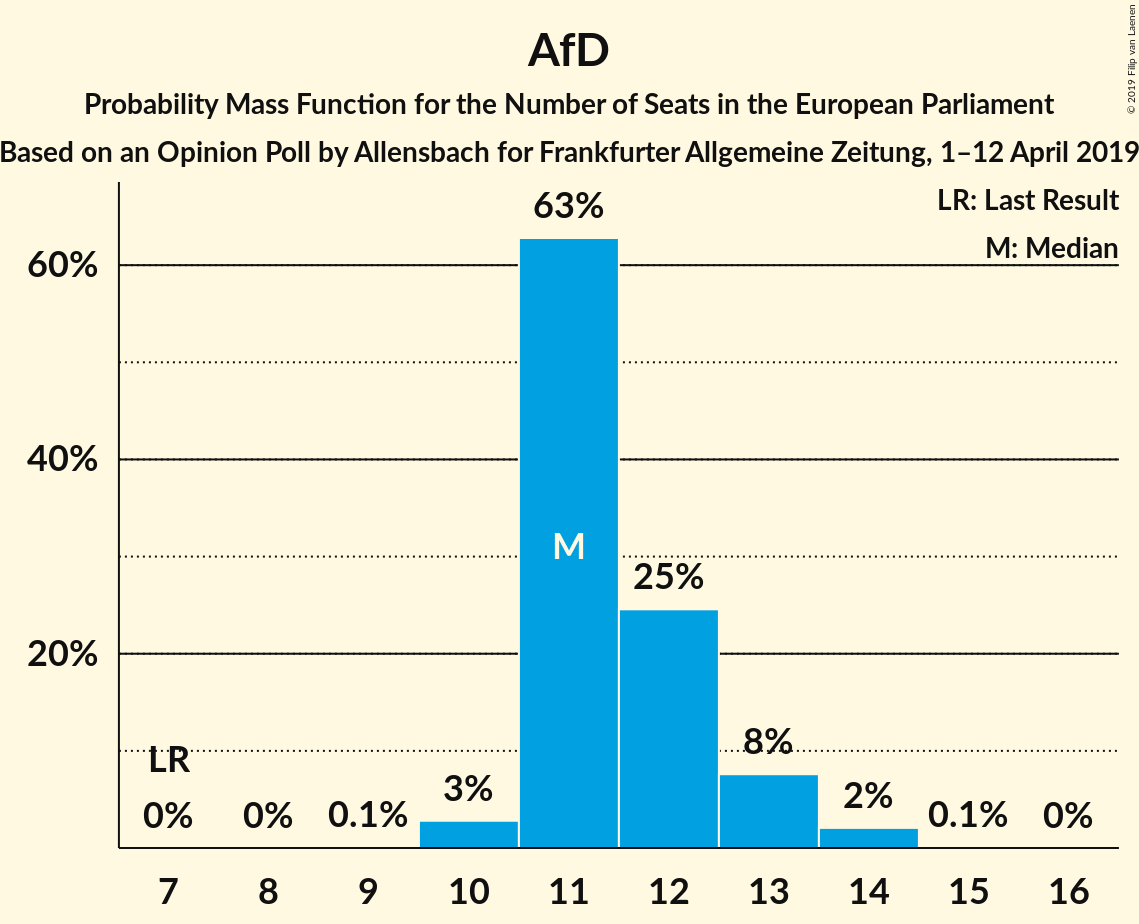 AfD
Probability Mass Function for the Number of Seats in the European Parliament
Based on an Opinion Poll by Allensbach for Frankfurter Allgemeine Zeitung, 1–12 April 2019
© 2019 Filip van Laenen
LR: Last Result
M: Median
60%
40%
20%
LR
0%
0%
0.1%
3%
63%
M
25%
8%
2%
0.1%
0%
7 8 9 10 11 12 13 14 15 16